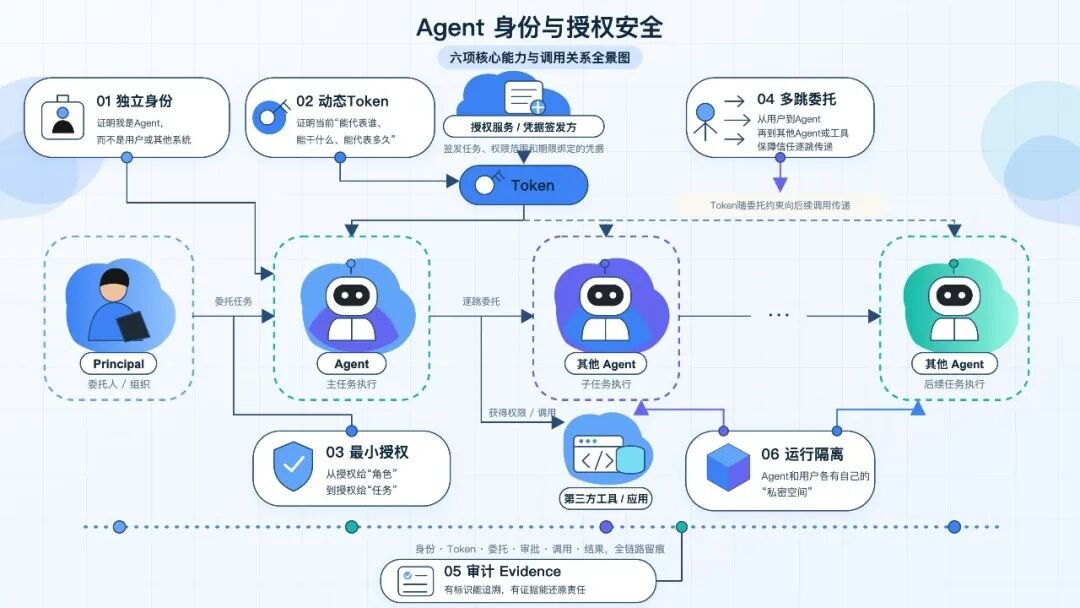 Agent 身份与授权安全
六项核心能力与调用关系全景图
01 独立身份
证明我是Agent,
而不是用户或其他系统
02 动态Token
证明当前“能代表谁、
能干什么、能代表多久”
授权服务 / 凭据签发方
签发任务、权限范围和期限绑定的凭据
Token
04 多跳委托
从用户到Agent
再到其他Agent或工具
保障信任逐跳传递
Token随委托约束向后续调用传递
Principal
委托人 / 组织
委托任务
Agent
主任务执行
逐跳委托
其他 Agent
子任务执行
···
其他 Agent
后续任务执行
获得权限 / 调用
03 最小授权
从授权给“角色”
到授权给“任务”
</>
第三方工具 / 应用
06 运行隔离
Agent和用户各有自己的
“私密空间”
身份 · Token · 委托 · 审批 · 调用 · 结果，全链路留痕
05 审计 Evidence
有标识能追溯，有证据能还原责任